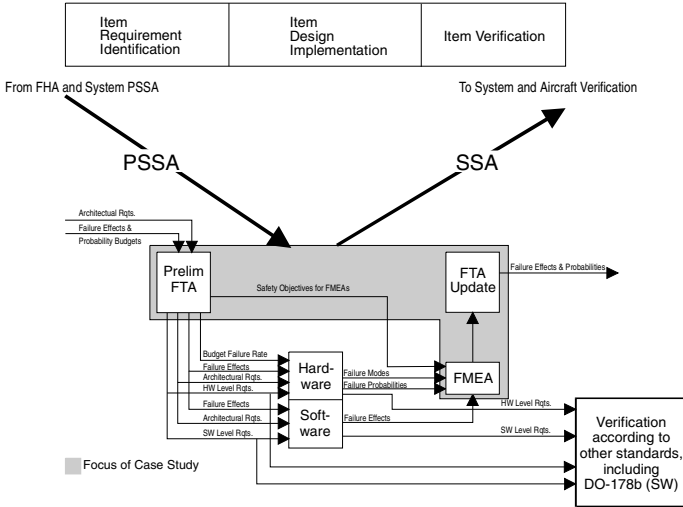 Item
Requirement
Identification
Item
Design
Implementation
Item Verification
From FHA and System PSSA
To System and Aircraft Verification
PSSA
SSA
Architectual Rqts.
Failure Effects &
Probability Budgets
Prelim
FTA
FTA
Update
Failure Effects & Probabilities
Safety Objectives for FMEAs
Budget Failure Rate
Failure Effects
Architectural Rqts.
HW Level Rqts.
Hard-
ware
Failure Modes
Failure Probabilities
FMEA
Failure Effects
Architectural Rqts.
SW Level Rqts.
Soft-
ware
Failure Effects
HW Level Rqts.
SW Level Rqts.
Verification
according to
other standards,
including
DO-178b (SW)
Focus of Case Study